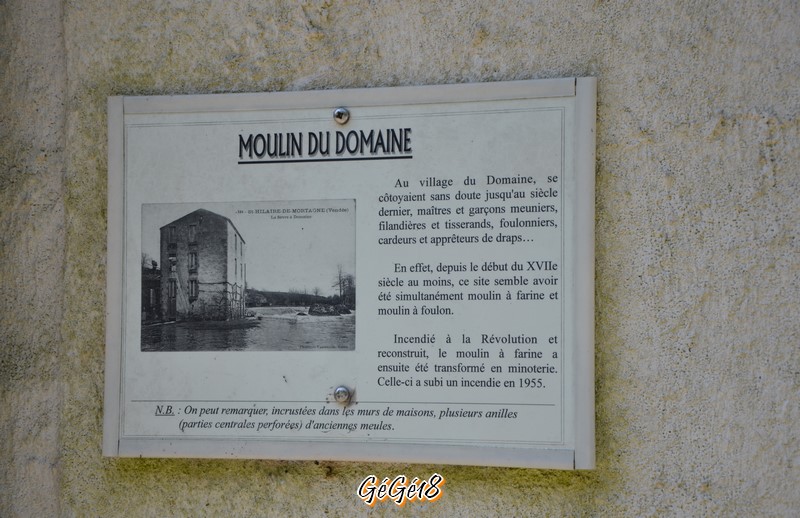 MOULIN DU DOMAINE
ST HILAIRE-DE-MORTAGNE (Vendée)
Au village du Domaine, se
côtoyaient sans doute jusqu'au siècle
dernier, maîtres et garçons meuniers,
filandières et tisserands, foulonniers,
cardeurs et apprêteurs de draps…
En effet, depuis le début du XVIIe
siècle au moins, ce site semble avoir
été simultanément moulin à farine et
moulin à foulon.
Incendié à la Révolution et
reconstruit, le moulin à farine a
ensuite été transformé en minoterie.
Celle-ci a subi un incendie en 1955.
N.B. : On peut remarquer, incrustées dans les murs de maisons, plusieurs anilles
(parties centrales perforées) d'anciennes meules.
GéGé18